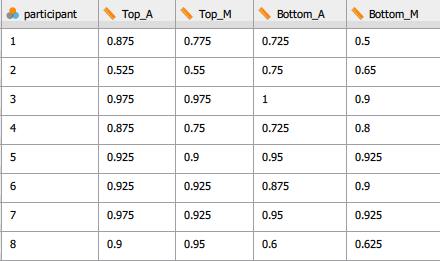 participant Top_A Top_M Bottom_A Bottom_M
1 0.875 0.775 0.725 0.5
2 0.525 0.55 0.75 0.65
3 0.975 0.975 1 0.9
4 0.875 0.75 0.725 0.8
5 0.925 0.9 0.95 0.925
6 0.925 0.925 0.875 0.9
7 0.975 0.925 0.95 0.925
8 0.9 0.95 0.6 0.625